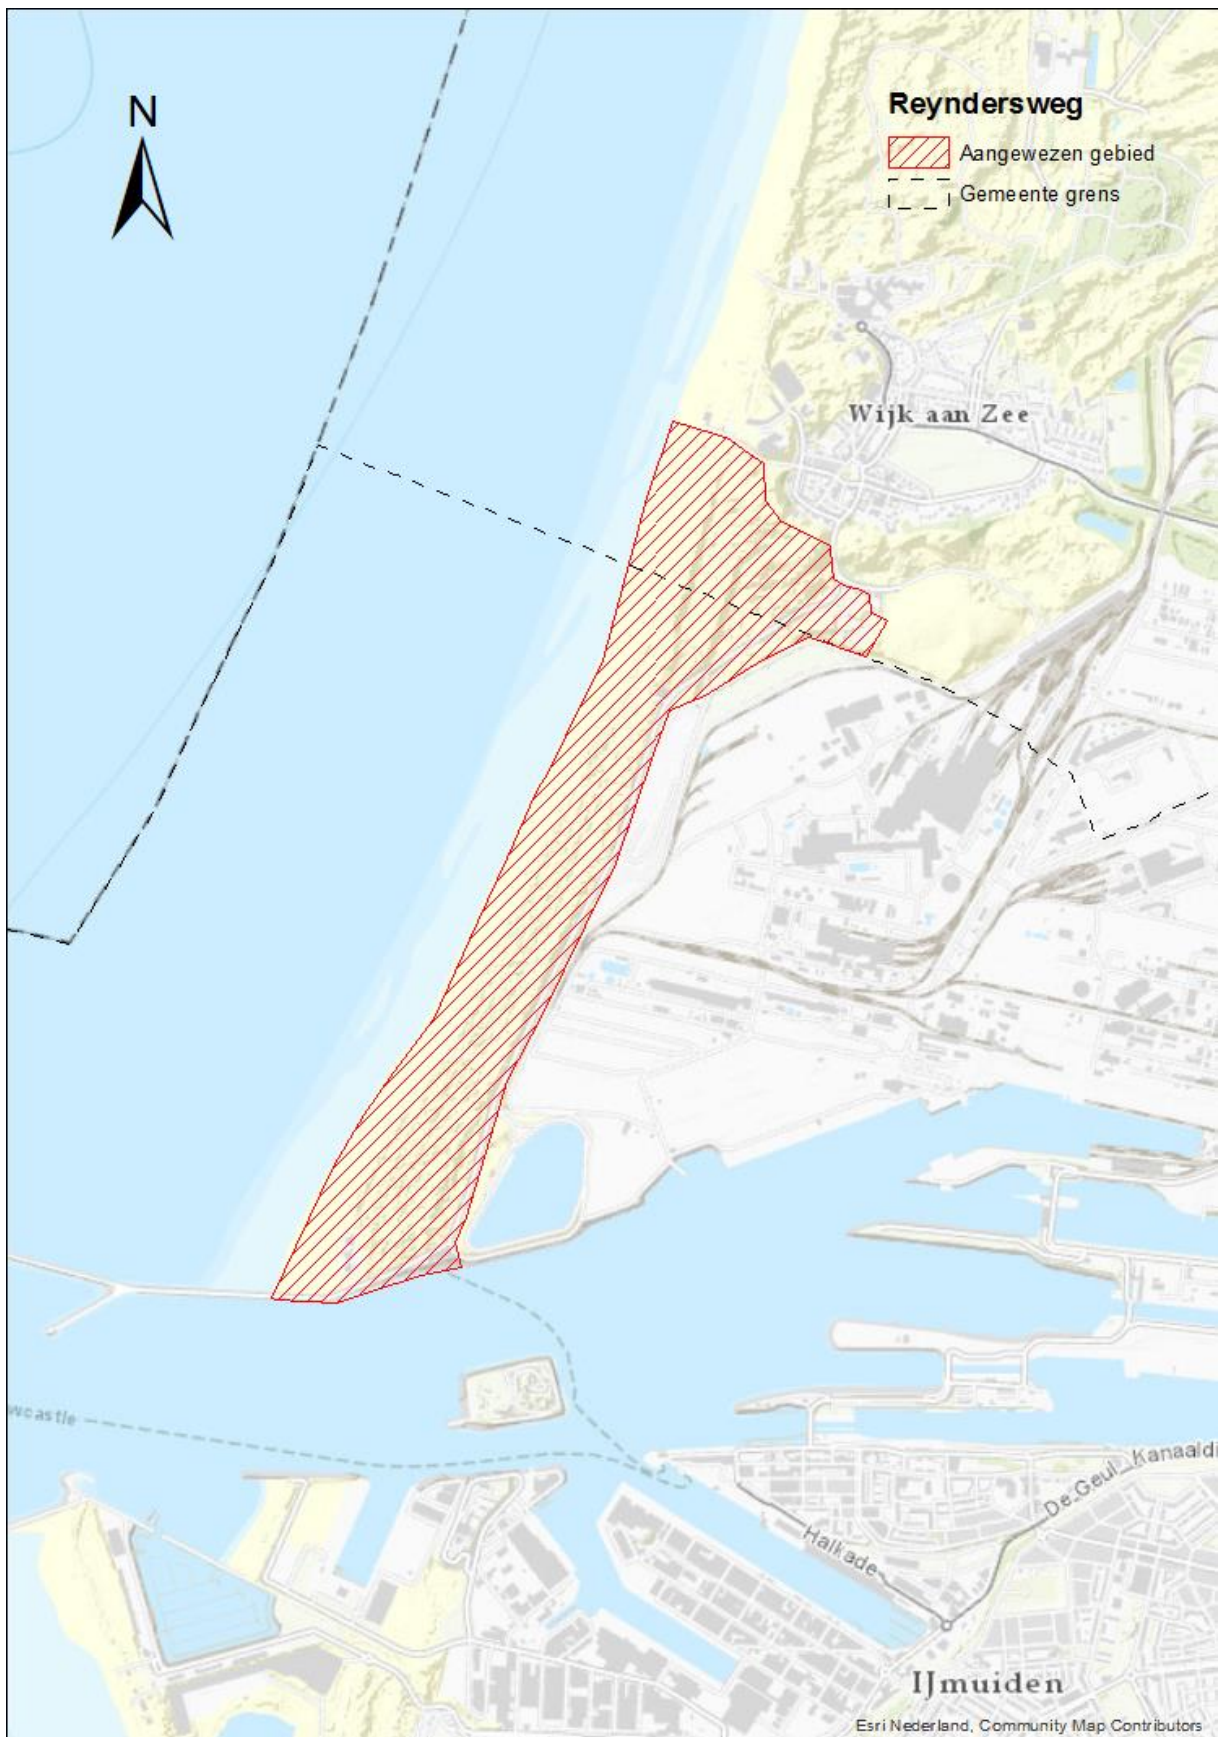 N
Reyndersweg
Aangewezen gebied
Gemeente grens
Wijk aan Zee
wcastle
De Geul
Kanaaldi
Halkade
IJmuiden
Esri Nederland, Community Map Contributors